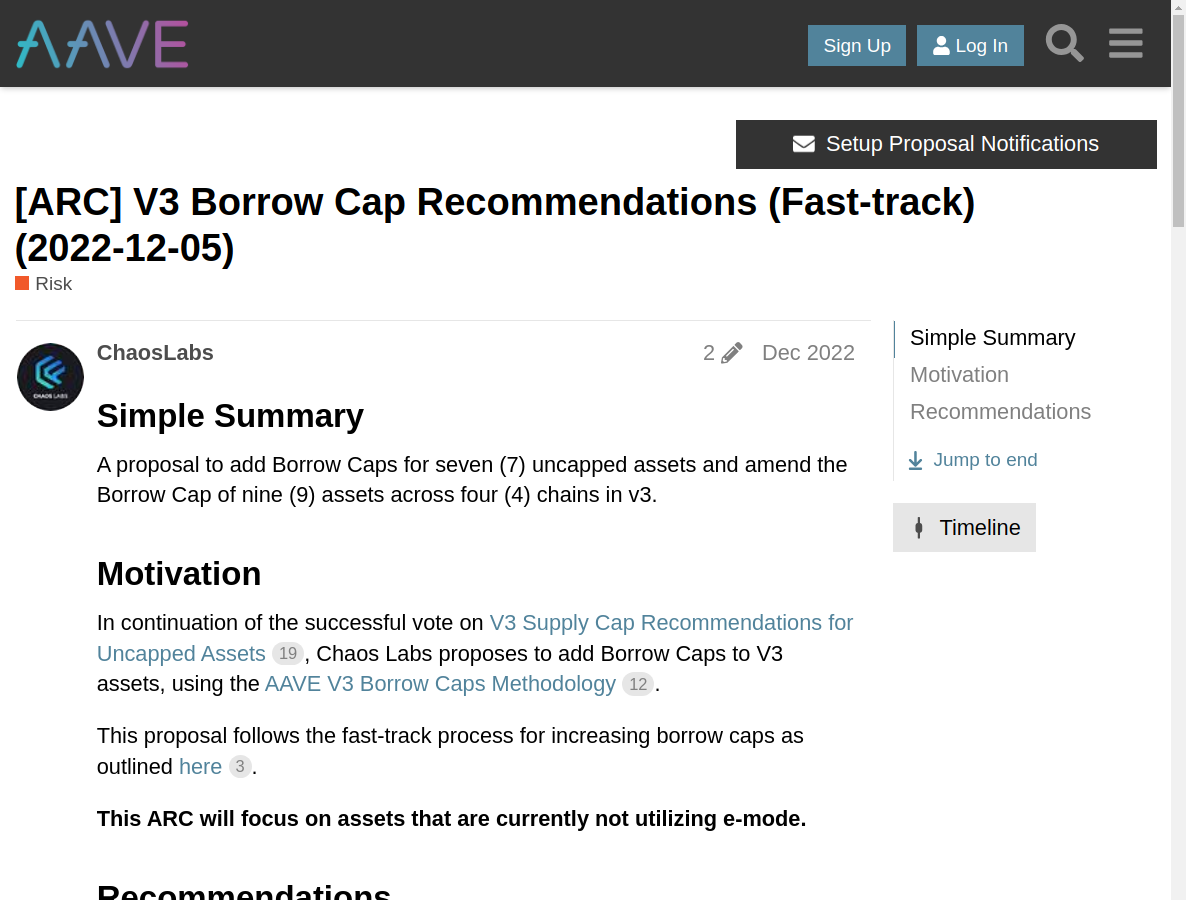 AAVE
Sign Up
Log In
Setup Proposal Notifications
[ARC] V3 Borrow Cap Recommendations (Fast-track)
(2022-12-05)
Risk
ChaosLabs
2
Dec 2022
CHAOS LABS
Simple Summary
A proposal to add Borrow Caps for seven (7) uncapped assets and amend the
Borrow Cap of nine (9) assets across four (4) chains in v3.
Motivation
In continuation of the successful vote on V3 Supply Cap Recommendations for
Uncapped Assets 19, Chaos Labs proposes to add Borrow Caps to V3
assets, using the AAVE V3 Borrow Caps Methodology 12.
This proposal follows the fast-track process for increasing borrow caps as
outlined here 3.
This ARC will focus on assets that are currently not utilizing e-mode.
Recommendations
Simple Summary
Motivation
Recommendations
Jump to end
Timeline